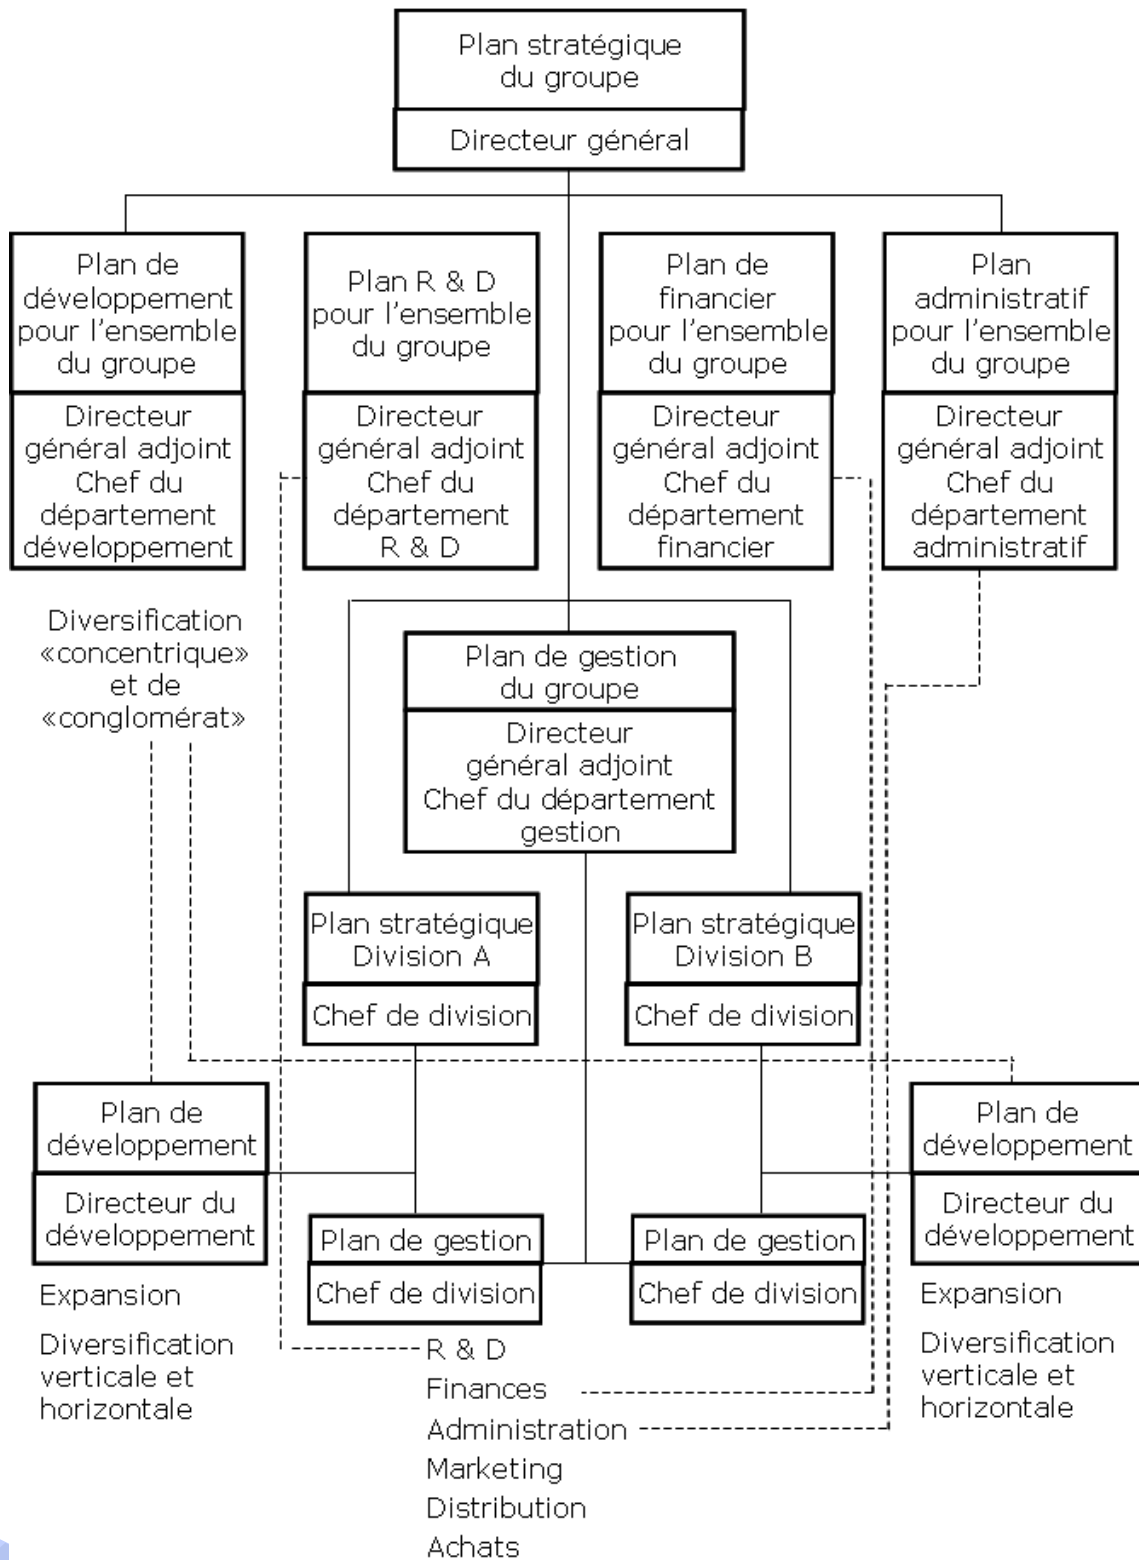 Plan stratégique
du groupe
Directeur général
Plan de
développement
pour l'ensemble
du groupe
Directeur
général adjoint
Chef du
département
développement
Plan R & D
pour l'ensemble
du groupe
Directeur
général adjoint
Chef du
département
R & D
Plan de
financier
pour l'ensemble
du groupe
Directeur
général adjoint
Chef du
département
financier
Plan
administratif
pour l'ensemble
du groupe
Directeur
général adjoint
Chef du
département
administratif
Diversification
«concentrique»
et de
«conglomérat»
Plan de gestion
du groupe
Directeur
général adjoint
Chef du département
gestion
Plan stratégique
Division A
Chef de division
Plan stratégique
Division B
Chef de division
Plan de
développement
Directeur du
développement
Expansion
Diversification
verticale et
horizontale
Plan de gestion
Chef de division
Plan de gestion
Chef de division
Plan de
développement
Directeur du
développement
Expansion
Diversification
verticale et
horizontale
R & D
Finances
Administration
Marketing
Distribution
Achats